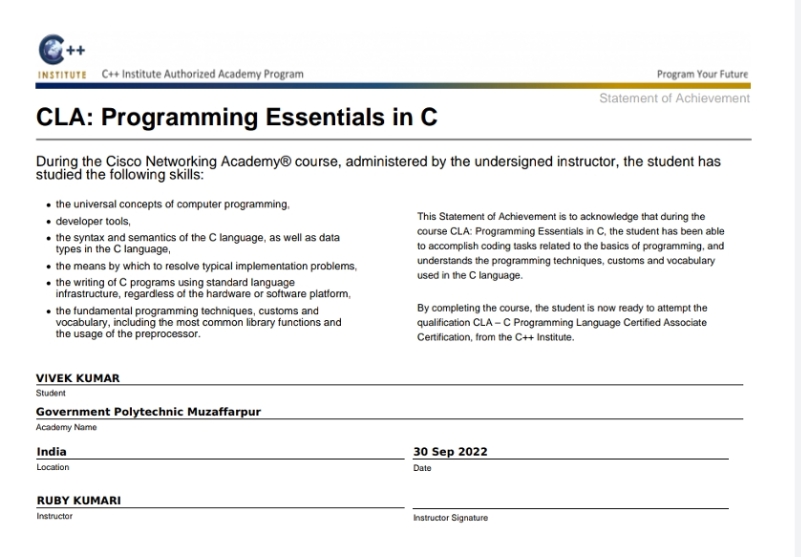 C++
INSTITUTE
C++ Institute Authorized Academy Program
Program Your Future
Statement of Achievement
CLA: Programming Essentials in C
During the Cisco Networking Academy® course, administered by the undersigned instructor, the student has
studied the following skills:
• the universal concepts of computer programming,
• developer tools,
• the syntax and semantics of the C language, as well as data
types in the C language,
• the means by which to resolve typical implementation problems,
• the writing of C programs using standard language
infrastructure, regardless of the hardware or software platform,
• the fundamental programming techniques, customs and
vocabulary, including the most common library functions and
the usage of the preprocessor.
This Statement of Achievement is to acknowledge that during the
course CLA: Programming Essentials in C, the student has been able
to accomplish coding tasks related to the basics of programming, and
understands the programming techniques, customs and vocabulary
used in the C language.
By completing the course, the student is now ready to attempt the
qualification CLA – C Programming Language Certified Associate
Certification, from the C++ Institute.
VIVEK KUMAR
Student
Government Polytechnic Muzaffarpur
Academy Name
India
Location
30 Sep 2022
Date
RUBY KUMARI
Instructor
Instructor Signature